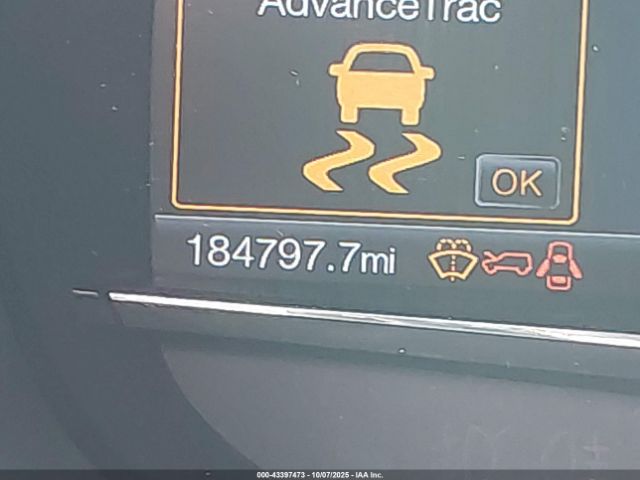 AdvanceTrac
OK
184797.7mi
000-43397473 - 10/07/2025 - IAA Inc.